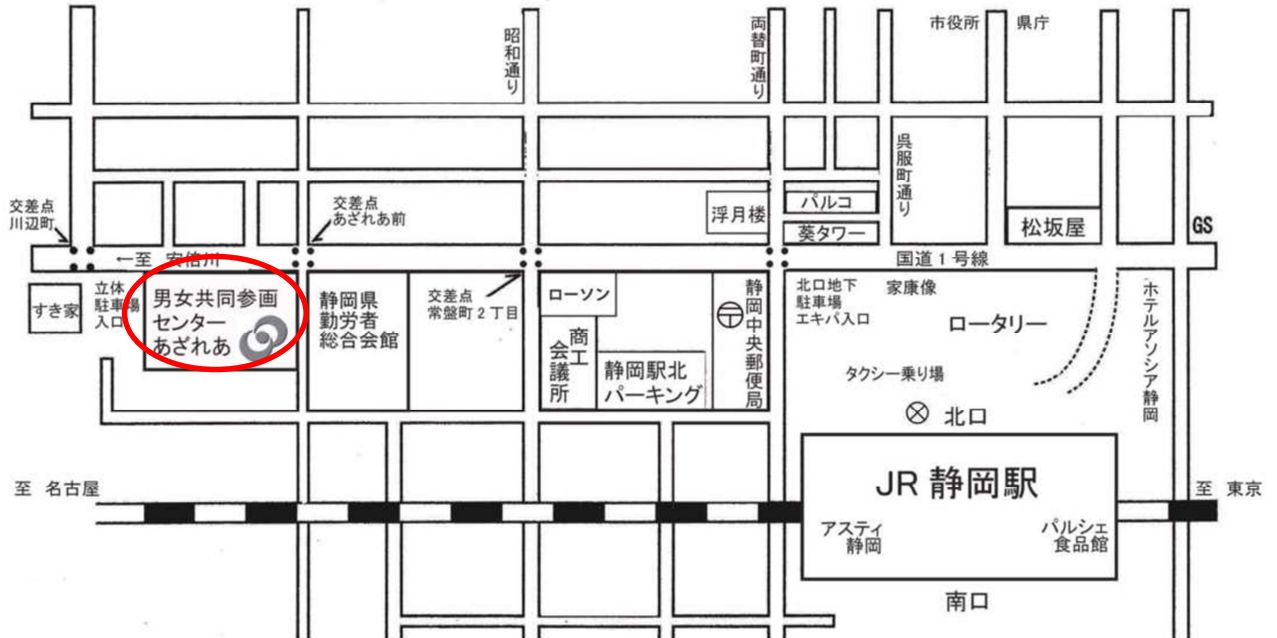 市役所
県庁
昭和通り
両替町通り
呉服町通り
交差点
川辺町
交差点
あざれあ前
浮月楼
パルコ
葵タワー
松坂屋
GS
←至 安倍川
国道1号線
すき家
立体
駐車場
入口
男女共同参画
センター
あざれあ
静岡県
勤労者
総合会館
交差点
常盤町2丁目
ローソン
商工
会議所
静岡駅北
パーキング
静岡中央郵便局
北口地下
駐車場
エキパ入口
家康像
ロータリー
タクシー乗り場
ホテルアソシア静岡
北口
至 名古屋
JR 静岡駅
至 東京
アスティ
静岡
パルシェ
食品館
南口